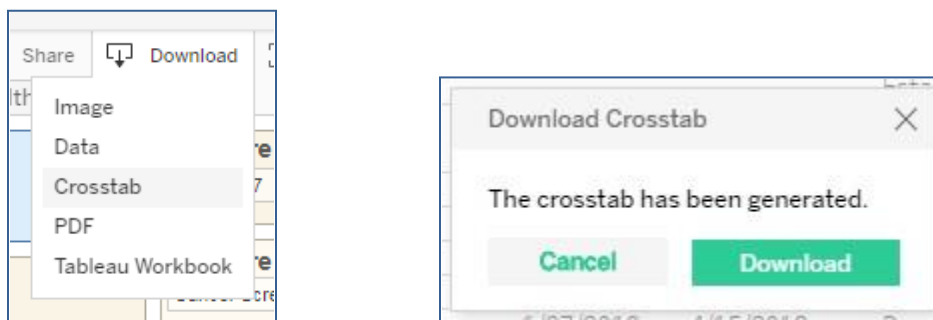 Share Download
Image
Data
Crosstab
PDF
Tableau Workbook
Download Crosstab
The crosstab has been generated.
Cancel Download